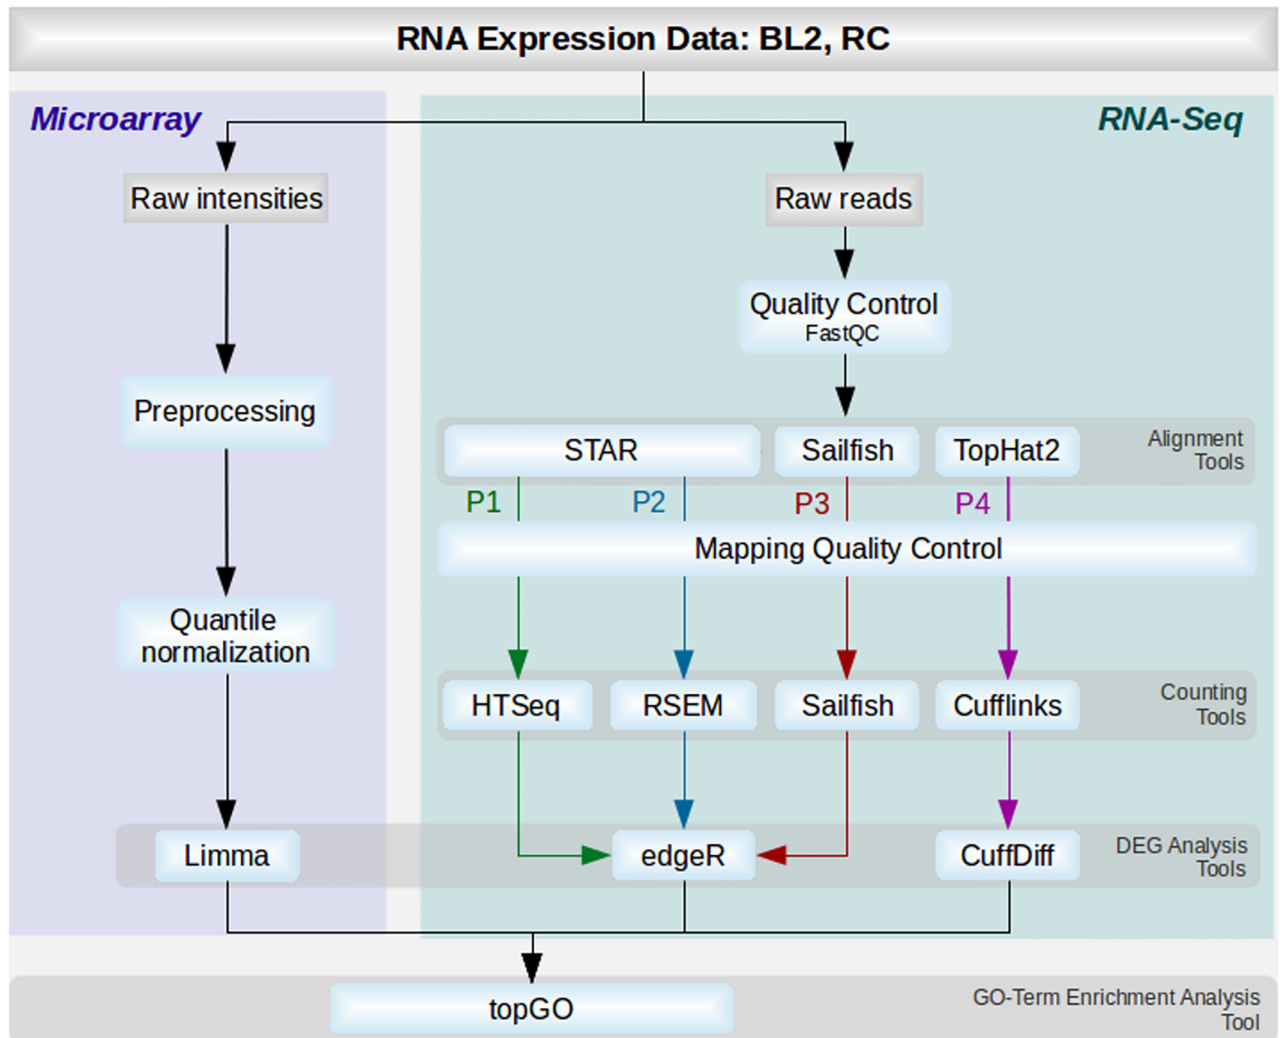 RNA Expression Data: BL2, RC
Microarray
RNA-Seq
Raw intensities
Raw reads
Quality Control
FastQC
Preprocessing
STAR
Sailfish
TopHat2
Alignment
Tools
P1
P2
P3
P4
Mapping Quality Control
Quantile
normalization
HTSeq
RSEM
Sailfish
Cufflinks
Counting
Tools
Limma
edgeR
CuffDiff
DEG Analysis
Tools
topGO
GO-Term Enrichment Analysis
Tool